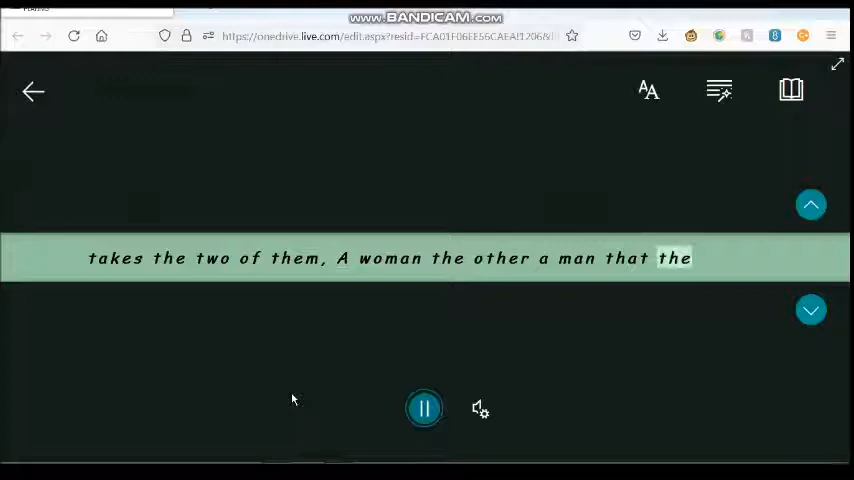 www.BANDICAM.com
https://onedrive.live.com/edit.aspx?resid=FCA01F06EE56CAEA!1206&
takes the two of them, A woman the other a man that the